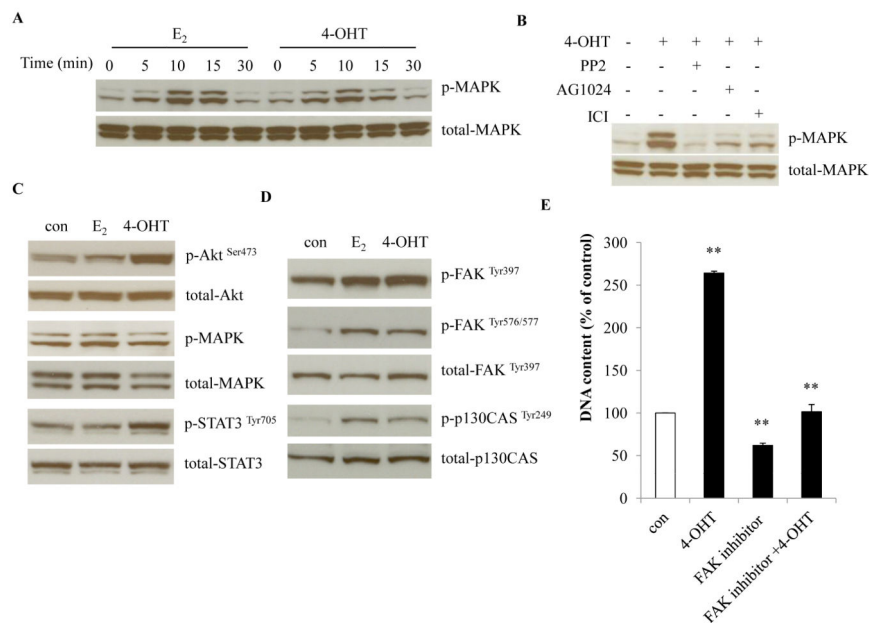 A
E2 4-OHT
Time (min) 0 5 10 15 30 0 5 10 15 30
p-MAPK
total-MAPK
B
4-OHT - + + + +
PP2 - - + - -
AG1024 - - - + -
ICI - - - - +
p-MAPK
total-MAPK
C
con E2 4-OHT
p-Akt Ser473
total-Akt
p-MAPK
total-MAPK
p-STAT3 Tyr705
total-STAT3
D
con E2 4-OHT
p-FAK Tyr397
p-FAK Tyr576/577
total-FAK Tyr397
p-p130CAS Tyr249
total-p130CAS
E
DNA content (% of control)
300
250
200
150
100
50
0
**
**
**
con
4-OHT
FAK inhibitor
FAK inhibitor +4-OHT